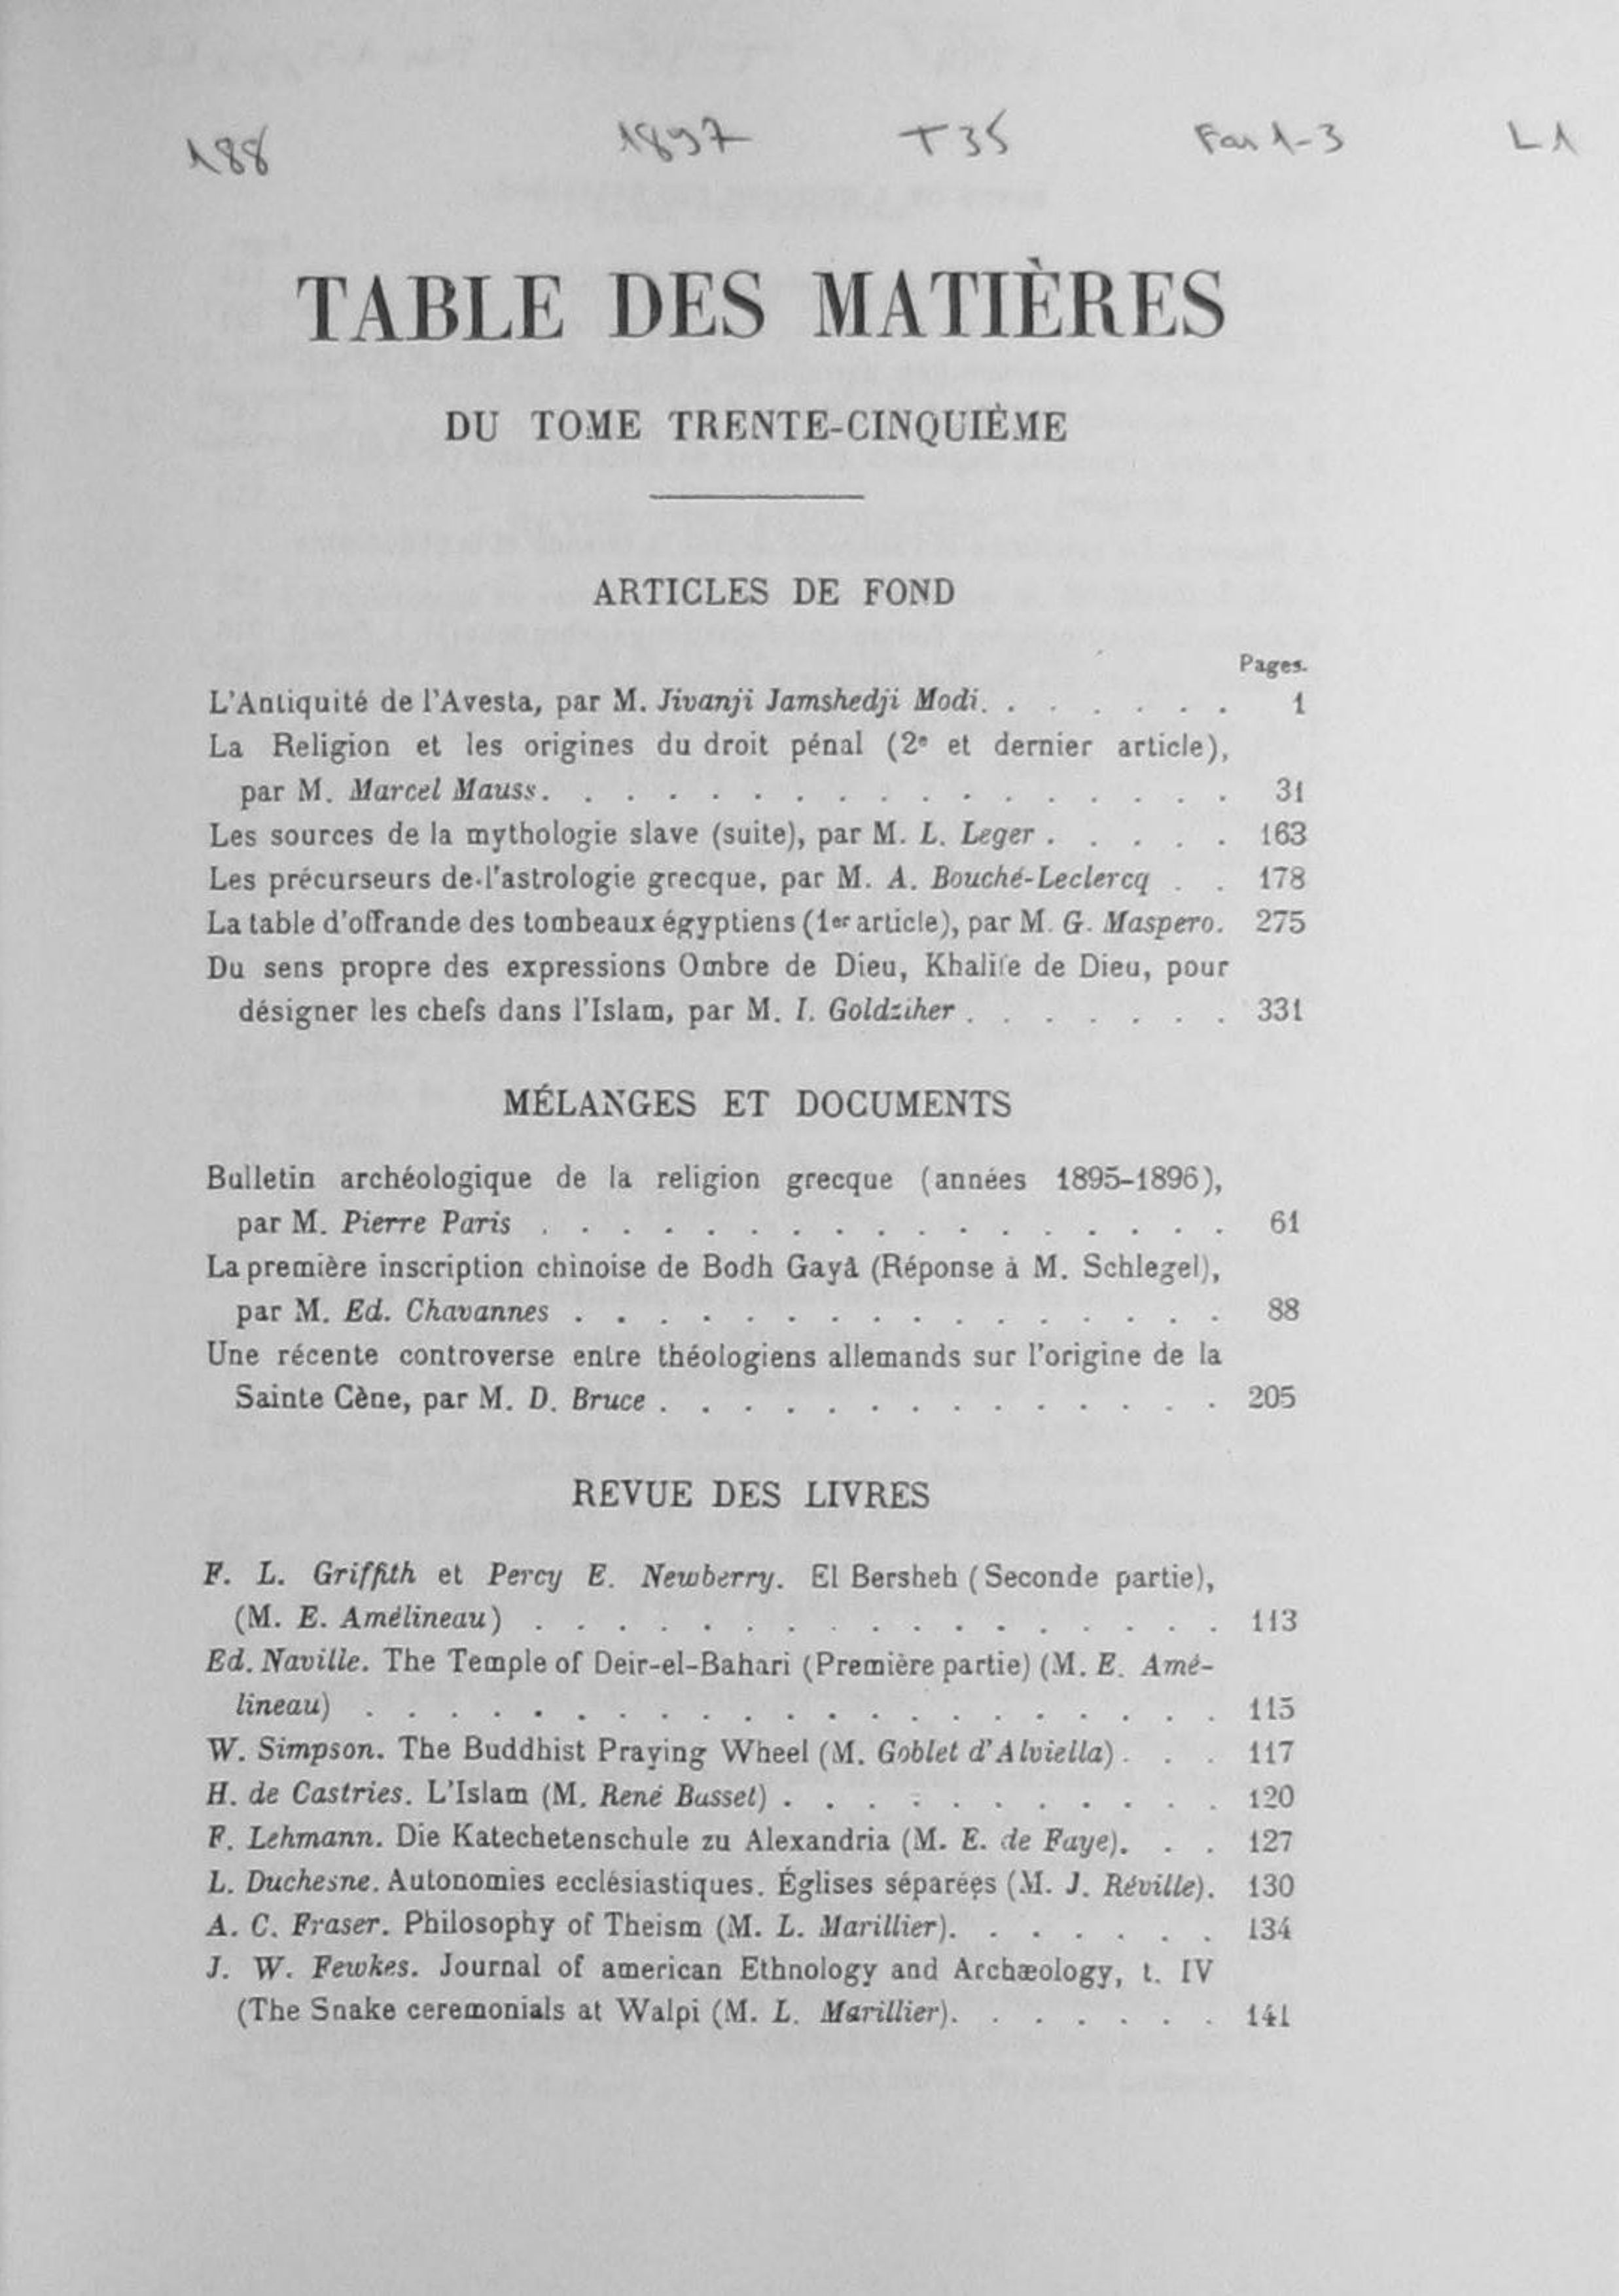 188 1897 T35 Fas 1-3 L1
TABLE DES MATIÈRES
DU TOME TRENTE-CINQUIÈME
ARTICLES DE FOND
Pages.
L'Antiquité de l'Avesta, par M. Jivanji Jamshedji Modi. . . . . . . 1
La Religion et les origines du droit pénal (2e et dernier article),
par M. Marcel Mauss. . . . . . . . . . . . . . . . . 31
Les sources de la mythologie slave (suite), par M. L. Leger . . . . . 163
Les précurseurs de l'astrologie grecque, par M. A. Bouché-Leclercq . . 178
La table d'offrande des tombeaux égyptiens (1er article), par M. G. Maspero. 275
Du sens propre des expressions Ombre de Dieu, Khalife de Dieu, pour
désigner les chefs dans l'Islam, par M. I. Goldziher . . . . . . . 331
MÉLANGES ET DOCUMENTS
Bulletin archéologique de la religion grecque (années 1895-1896),
par M. Pierre Paris . . . . . . . . . . . . . . . . . 61
La première inscription chinoise de Bodh Gayâ (Réponse à M. Schlegel),
par M. Ed. Chavannes . . . . . . . . . . . . . . . . 88
Une récente controverse entre théologiens allemands sur l'origine de la
Sainte Cène, par M. D. Bruce . . . . . . . . . . . . . . 205
REVUE DES LIVRES
F. L. Griffith et Percy E. Newberry. El Bersheh (Seconde partie),
(M. E. Amélineau) . . . . . . . . . . . . . . . . . 113
Ed. Naville. The Temple of Deir-el-Bahari (Première partie) (M. E. Amé-
lineau) . . . . . . . . . . . . . . . . . . . . . 115
W. Simpson. The Buddhist Praying Wheel (M. Goblet d'Alviella) . . . 117
H. de Castries. L'Islam (M. René Basset) . . . . . . . . . . . 120
F. Lehmann. Die Katechetenschule zu Alexandria (M. E. de Faye). . . 127
L. Duchesne. Autonomies ecclésiastiques. Églises séparées (M. J. Réville). 130
A. C. Fraser. Philosophy of Theism (M. L. Marillier). . . . . . . 134
J. W. Fewkes. Journal of american Ethnology and Archæology, t. IV
(The Snake ceremonials at Walpi (M. L. Marillier). . . . . . . 141